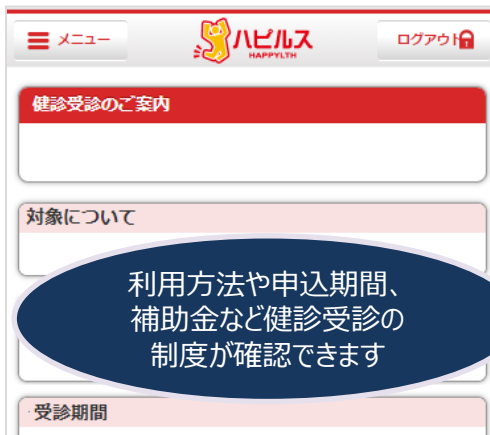 メニュー
ハピルス
HAPPYLTH
ログアウト
健診受診のご案内
対象について
利用方法や申込期間、
補助金など健診受診の
制度が確認できます
受診期間